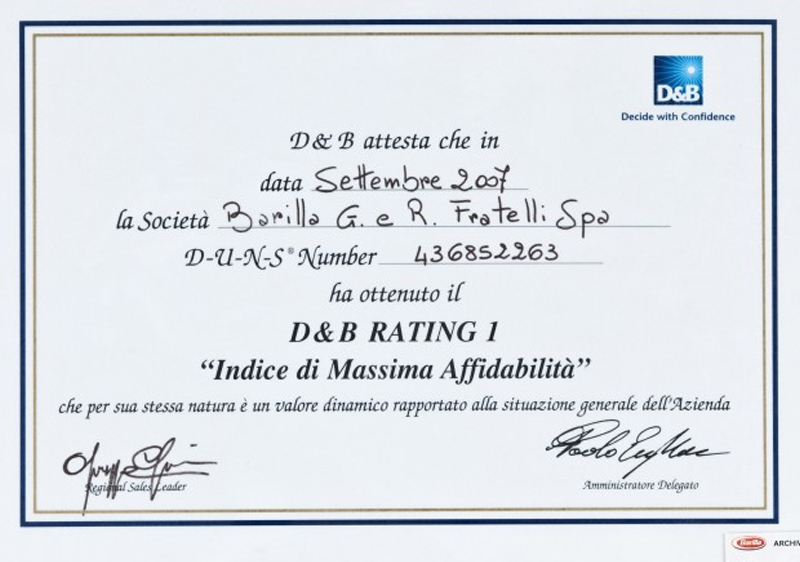 D&B
Decide with Confidence
D&B attesta che in
data Settembre 2007
la Società Barilla G. e R. Fratelli Spa
D-U-N-S® Number 436852263
ha ottenuto il
D&B RATING 1
“Indice di Massima Affidabilità”
che per sua stessa natura è un valore dinamico rapportato alla situazione generale dell'Azienda
Regional Sales Leader
Amministratore Delegato
Barilla